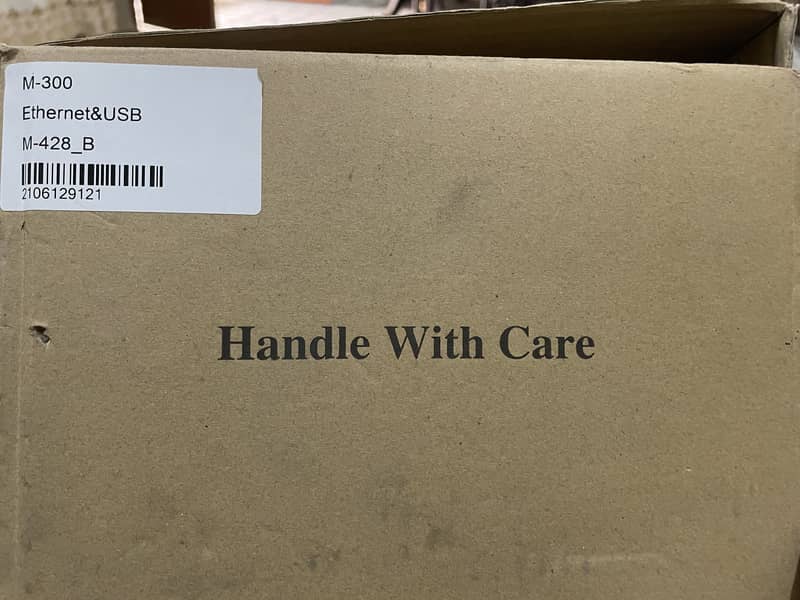 M-300
Ethernet&USB
M-428_B
2106129121
Handle With Care